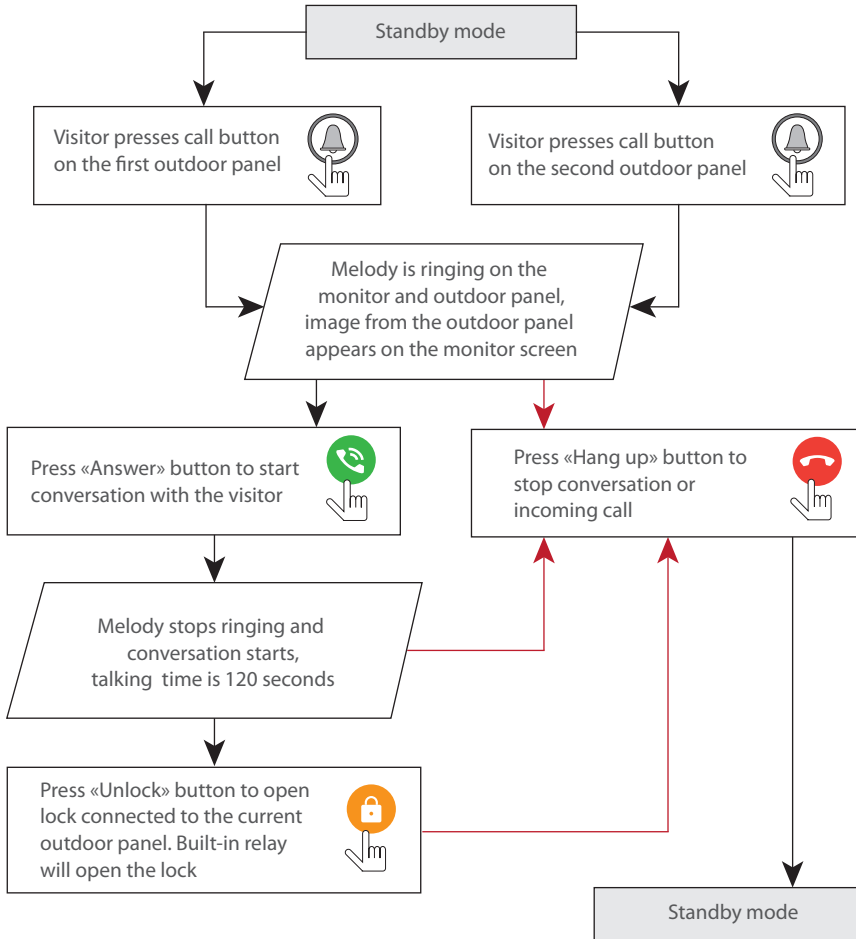 Standby mode
Visitor presses call button
on the first outdoor panel
Visitor presses call button
on the second outdoor panel
Melody is ringing on the
monitor and outdoor panel,
image from the outdoor panel
appears on the monitor screen
Press «Answer» button to start
conversation with the visitor
Press «Hang up» button to
stop conversation or
incoming call
Melody stops ringing and
conversation starts,
talking time is 120 seconds
Press «Unlock» button to open
lock connected to the current
outdoor panel. Built-in relay
will open the lock
Standby mode